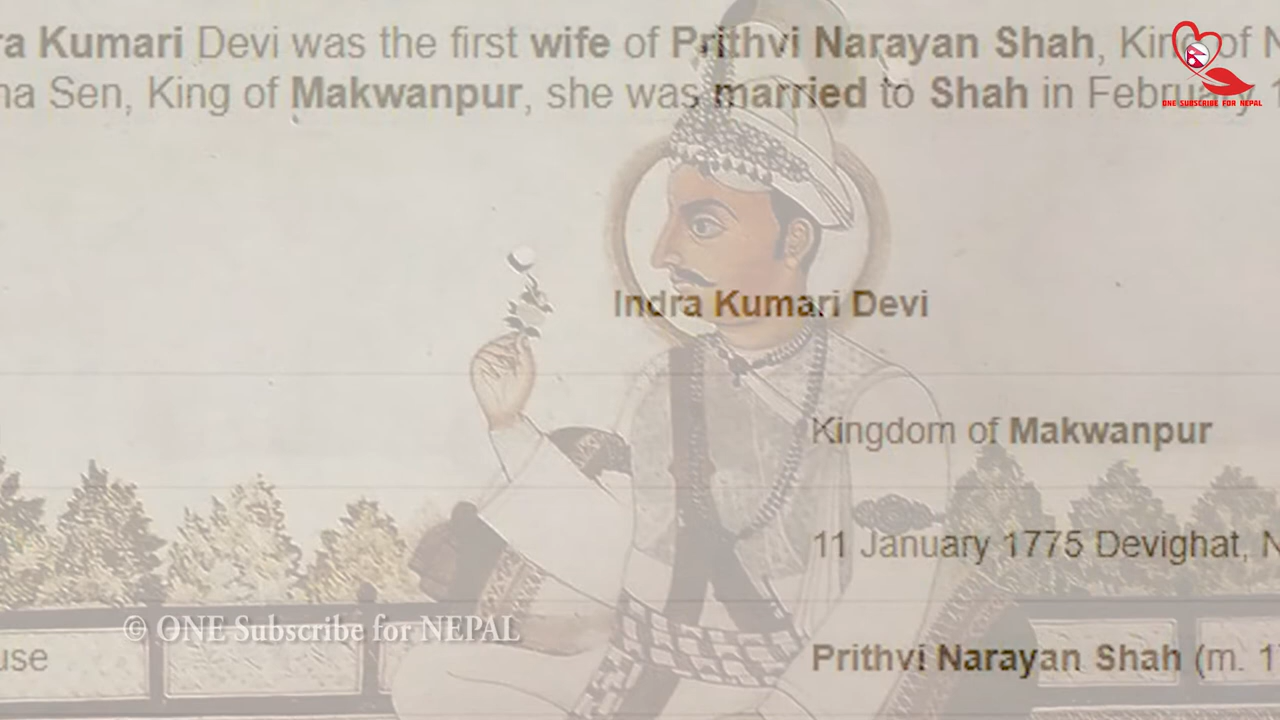 ra Kumari Devi was the first wife of Prithvi Narayan Shah, King of N
na Sen, King of Makwanpur, she was married to Shah in February 1
ONE SUBSCRIBE FOR NEPAL
Indra Kumari Devi
Kingdom of Makwanpur
11 January 1775 Devighat, N
© ONE Subscribe for NEPAL
use
Prithvi Narayan Shah (m. 17